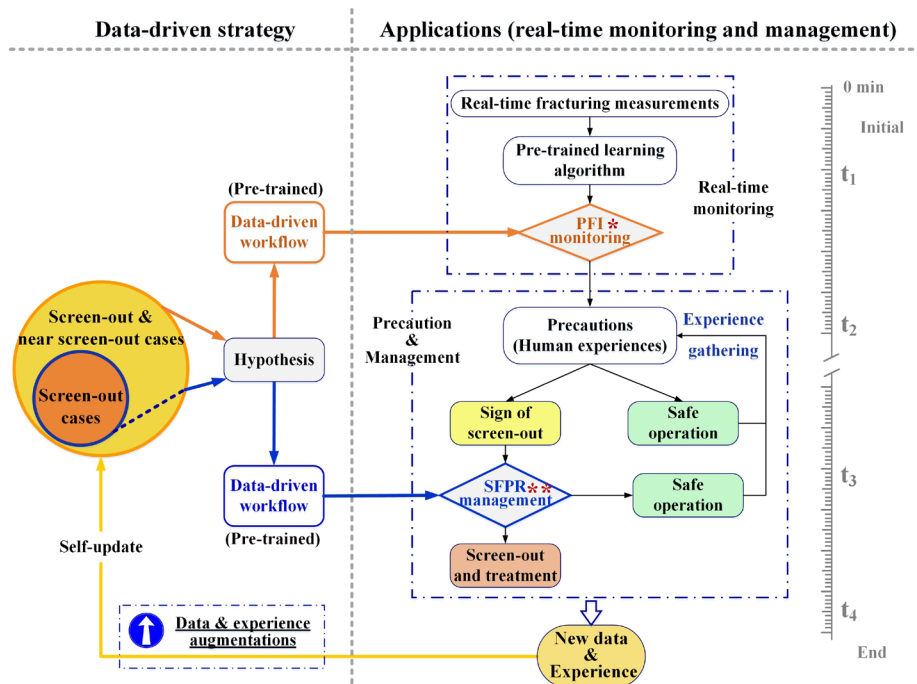 Data-driven strategy
Applications (real-time monitoring and management)
Real-time fracturing measurements
Pre-trained learning
algorithm
Real-time
monitoring
PFI *
monitoring
(Pre-trained)
Data-driven
workflow
Screen-out &
near screen-out cases
Screen-out
cases
Hypothesis
Data-driven
workflow
(Pre-trained)
Self-update
Data & experience
augmentations
Precaution
&
Management
Precautions
(Human experiences)
Experience
gathering
Sign of
screen-out
Safe
operation
SFPR**
management
Safe
operation
Screen-out
and treatment
New data
&
Experience
0 min
Initial
t1
t2
t3
t4
End